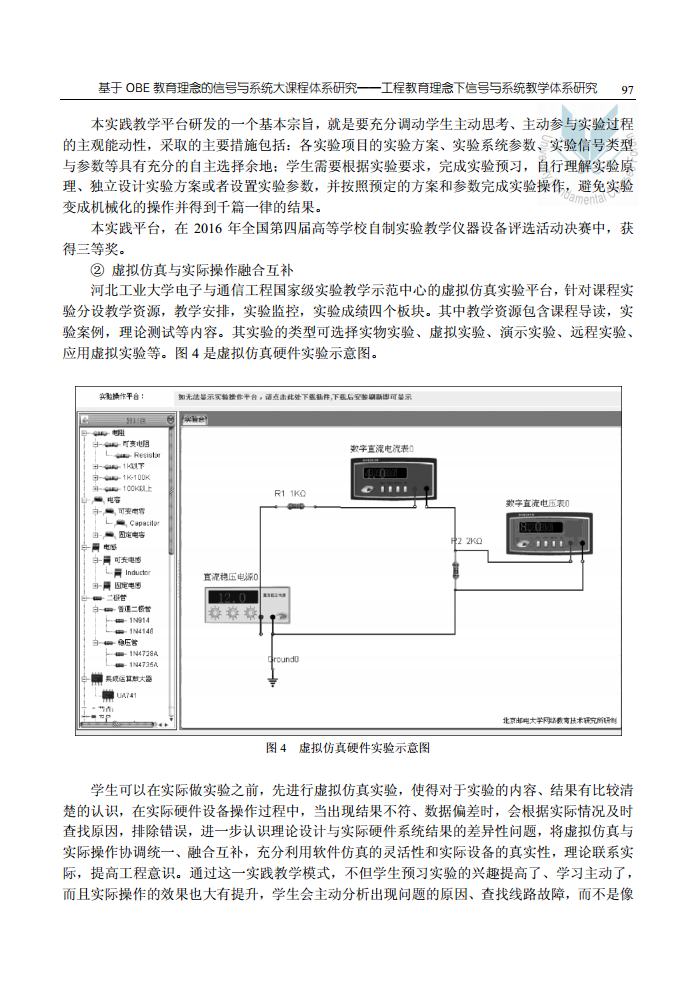 基于 OBE 教育理念的信号与系统大课程体系研究——工程教育理念下信号与系统教学体系研究 97
本实践教学平台研发的一个基本宗旨，就是要充分调动学生主动思考、主动参与实验过程
的主观能动性，采取的主要措施包括：各实验项目的实验方案、实验系统参数、实验信号类型
与参数等具有充分的自主选择余地；学生需要根据实验要求，完成实验预习，自行理解实验原
理、独立设计实验方案或者设置实验参数，并按照预定的方案和参数完成实验操作，避免实验
变成机械化的操作并得到千篇一律的结果。
本实践平台，在 2016 年全国第四届高等学校自制实验教学仪器设备评选活动决赛中，获
得三等奖。
② 虚拟仿真与实际操作融合互补
河北工业大学电子与通信工程国家级实验教学示范中心的虚拟仿真实验平台，针对课程实
验分设教学资源，教学安排，实验监控，实验成绩四个板块。其中教学资源包含课程导读，实
验案例，理论测试等内容。其实验的类型可选择实物实验、虚拟实验、演示实验、远程实验、
应用虚拟实验等。图 4 是虚拟仿真硬件实验示意图。
实验操作平台：
如无法显示实验操作平台，请点击此处下载插件,下载后安装刷新即可显示
实验台
电阻
可变电阻
Resistor
1K以下
1K-100K
100K以上
电容
可变电容
Capacitor
固定电容
电感
可变电感
Inductor
固定电感
二极管
普通二极管
1N914
1N4148
稳压管
1N4728A
1N4735A
集成运算放大器
UA741
数字直流电流表0
R1 1KΩ
数字直流电压表0
8.0
R2 2KΩ
直流稳压电源0
12.0
Ground0
北京邮电大学网络教育技术研究所研制
图 4 虚拟仿真硬件实验示意图
学生可以在实际做实验之前，先进行虚拟仿真实验，使得对于实验的内容、结果有比较清
楚的认识，在实际硬件设备操作过程中，当出现结果不符、数据偏差时，会根据实际情况及时
查找原因，排除错误，进一步认识理论设计与实际硬件系统结果的差异性问题，将虚拟仿真与
实际操作协调统一、融合互补，充分利用软件仿真的灵活性和实际设备的真实性，理论联系实
际，提高工程意识。通过这一实践教学模式，不但学生预习实验的兴趣提高了、学习主动了，
而且实际操作的效果也大有提升，学生会主动分析出现问题的原因、查找线路故障，而不是像